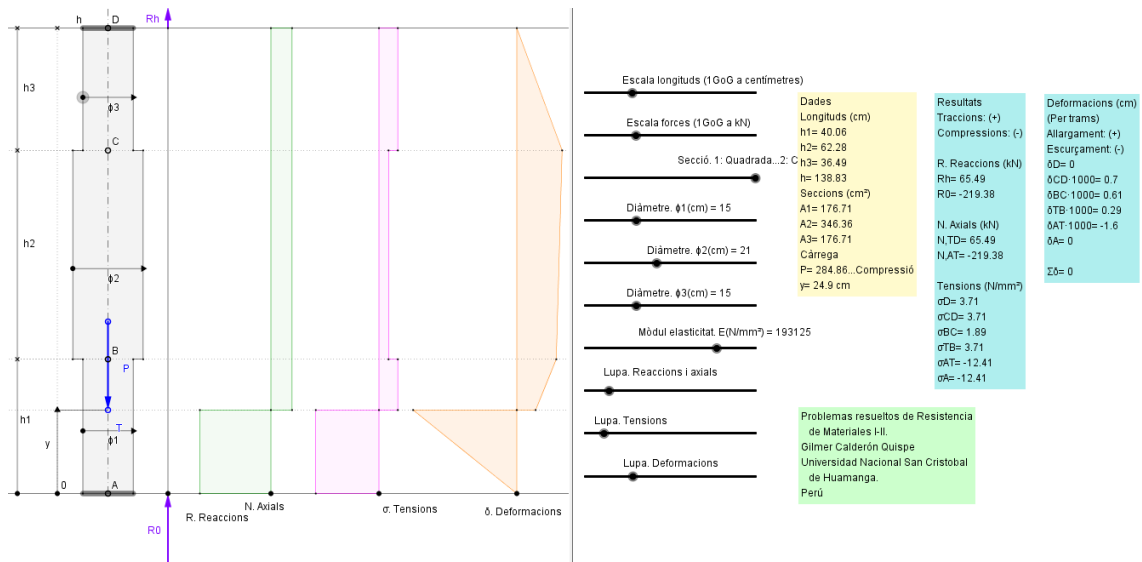 h
D
Rh
h3
ϕ3
C
h2
ϕ2
B
P
h1
T
ϕ1
y
0
A
R0
R. Reaccions
N. Axials
σ. Tensions
δ. Deformacions
Escala longituds (1GoG a centímetres)
Escala forces (1GoG a kN)
Secció. 1: Quadrada...2: C
Diàmetre. ϕ1(cm) = 15
Diàmetre. ϕ2(cm) = 21
Diàmetre. ϕ3(cm) = 15
Mòdul elasticitat. E(N/mm²) = 193125
Lupa. Reaccions i axials
Lupa. Tensions
Lupa. Deformacions
Dades
Longituds (cm)
h1= 40.06
h2= 62.28
h3= 36.49
h= 138.83
Seccions (cm²)
A1= 176.71
A2= 346.36
A3= 176.71
Càrrega
P= 284.86...Compressió
y= 24.9 cm
Resultats
Traccions: (+)
Compressions: (-)
R. Reaccions (kN)
Rh= 65.49
R0= -219.38
N. Axials (kN)
N,TD= 65.49
N,AT= -219.38
Tensions (N/mm²)
σD= 3.71
σCD= 3.71
σBC= 1.89
σTB= 3.71
σAT= -12.41
σA= -12.41
Deformacions (cm)
(Per trams)
Allargament: (+)
Escurçament: (-)
δD= 0
δCD·1000= 0.7
δBC·1000= 0.61
δTB·1000= 0.29
δAT·1000= -1.6
δA= 0
Σδ= 0
Problemas resueltos de Resistencia
de Materiales I-II.
Gilmer Calderón Quispe
Universidad Nacional San Cristobal
de Huamanga.
Perú